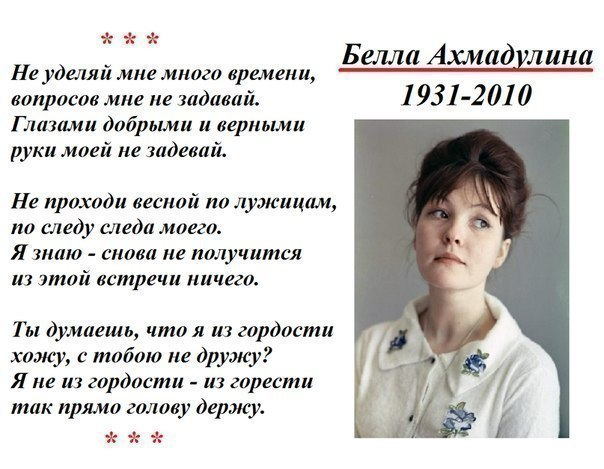 * * *
Не уделяй мне много времени,
вопросов мне не задавай.
Глазами добрыми и верными
руки моей не задевай.
Не проходи весной по лужицам,
по следу следа моего.
Я знаю - снова не получится
из этой встречи ничего.
Ты думаешь, что я из гордости
хожу, с тобою не дружу?
Я не из гордости - из горести
так прямо голову держу.
* * *
Белла Ахмадулина
1931-2010